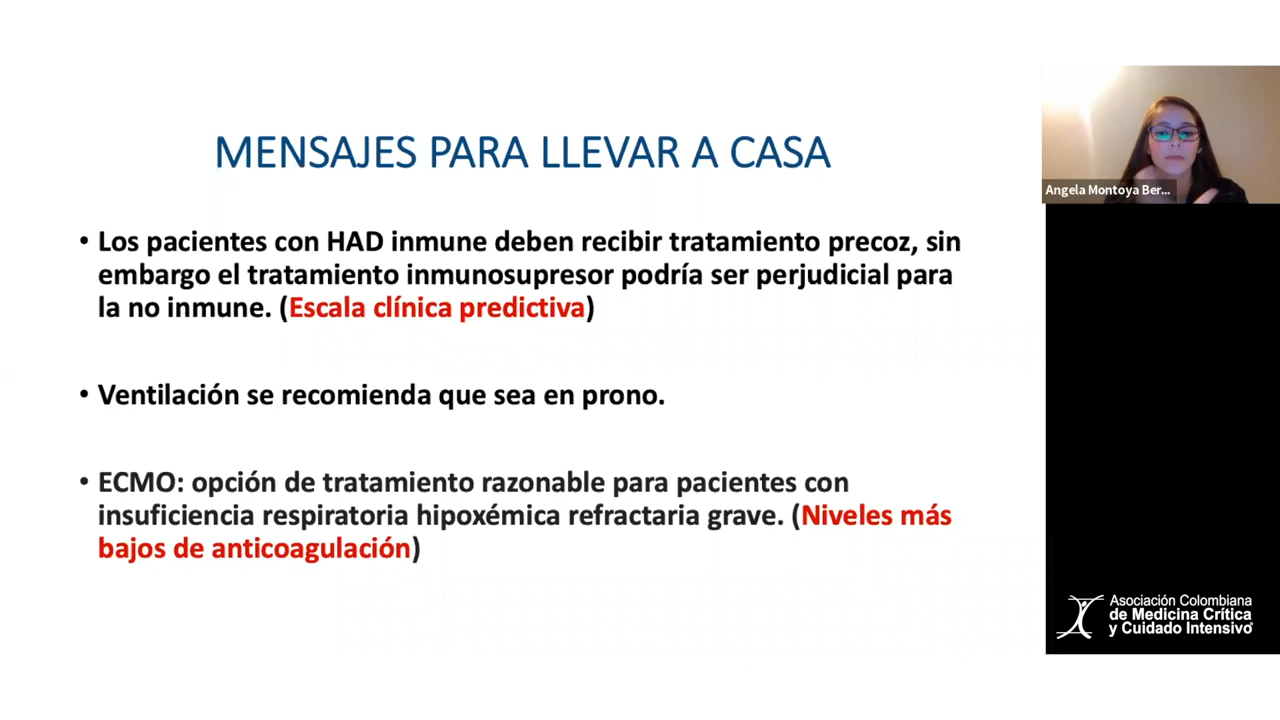 MENSAJES PARA LLEVAR A CASA
• Los pacientes con HAD inmune deben recibir tratamiento precoz, sin
embargo el tratamiento inmunosupresor podría ser perjudicial para
la no inmune. (Escala clínica predictiva)
• Ventilación se recomienda que sea en prono.
• ECMO: opción de tratamiento razonable para pacientes con
insuficiencia respiratoria hipoxémica refractaria grave. (Niveles más
bajos de anticoagulación)
Angela Montoya Ber...
Asociación Colombiana
de Medicina Crítica
y Cuidado Intensivo